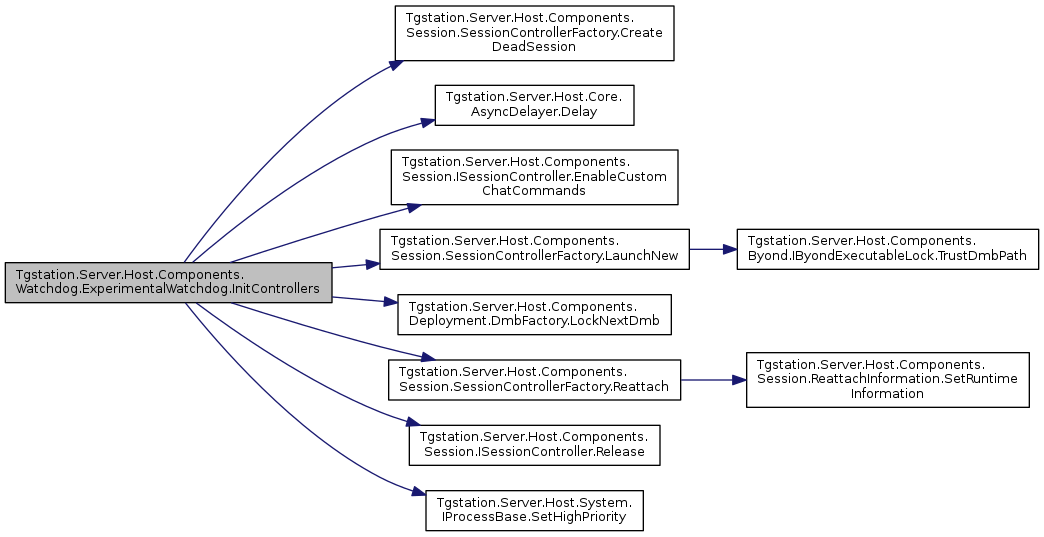 Tgstation.Server.Host.Components.
Session.SessionControllerFactory.Create
DeadSession
Tgstation.Server.Host.Core.
AsyncDelayer.Delay
Tgstation.Server.Host.Components.
Session.ISessionController.EnableCustom
ChatCommands
Tgstation.Server.Host.Components.
Session.SessionControllerFactory.LaunchNew
Tgstation.Server.Host.Components.
Byond.IByondExecutableLock.TrustDmbPath
Tgstation.Server.Host.Components.
Watchdog.ExperimentalWatchdog.InitControllers
Tgstation.Server.Host.Components.
Deployment.DmbFactory.LockNextDmb
Tgstation.Server.Host.Components.
Session.SessionControllerFactory.Reattach
Tgstation.Server.Host.Components.
Session.ReattachInformation.SetRuntime
Information
Tgstation.Server.Host.Components.
Session.ISessionController.Release
Tgstation.Server.Host.System.
IProcessBase.SetHighPriority